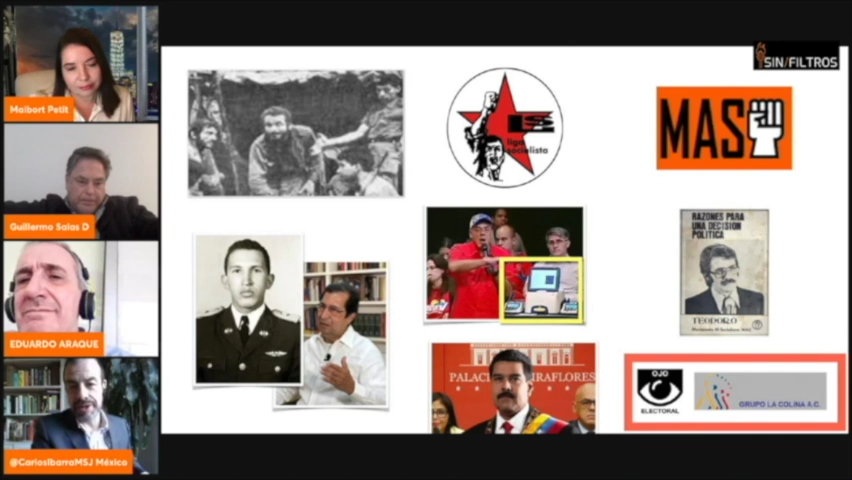 Maibort Petit
Guillermo Salas D
EDUARDO ARAQUE
@CarlosIbarraMSJ México
SIN/FILTROS
LS
liga
socialista
MAS
RAZONES PARA
UNA DECISION
POLITICA
TEODORO
PALACIO MIRAFLORES
OJO
ELECTORAL
GRUPO LA COLINA A.C.